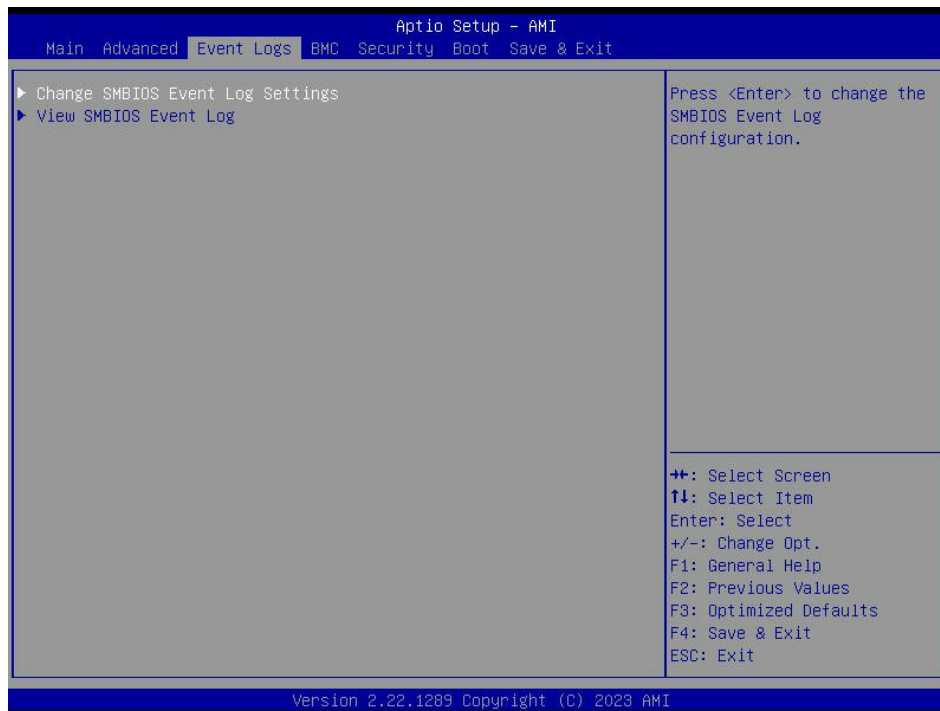 Aptio Setup – AMI
Main Advanced Event Logs BMC Security Boot Save & Exit
▶ Change SMBIOS Event Log Settings
▶ View SMBIOS Event Log
Press <Enter> to change the
SMBIOS Event Log
configuration.
→←: Select Screen
↑↓: Select Item
Enter: Select
+/-: Change Opt.
F1: General Help
F2: Previous Values
F3: Optimized Defaults
F4: Save & Exit
ESC: Exit
Version 2.22.1289 Copyright (C) 2023 AMI